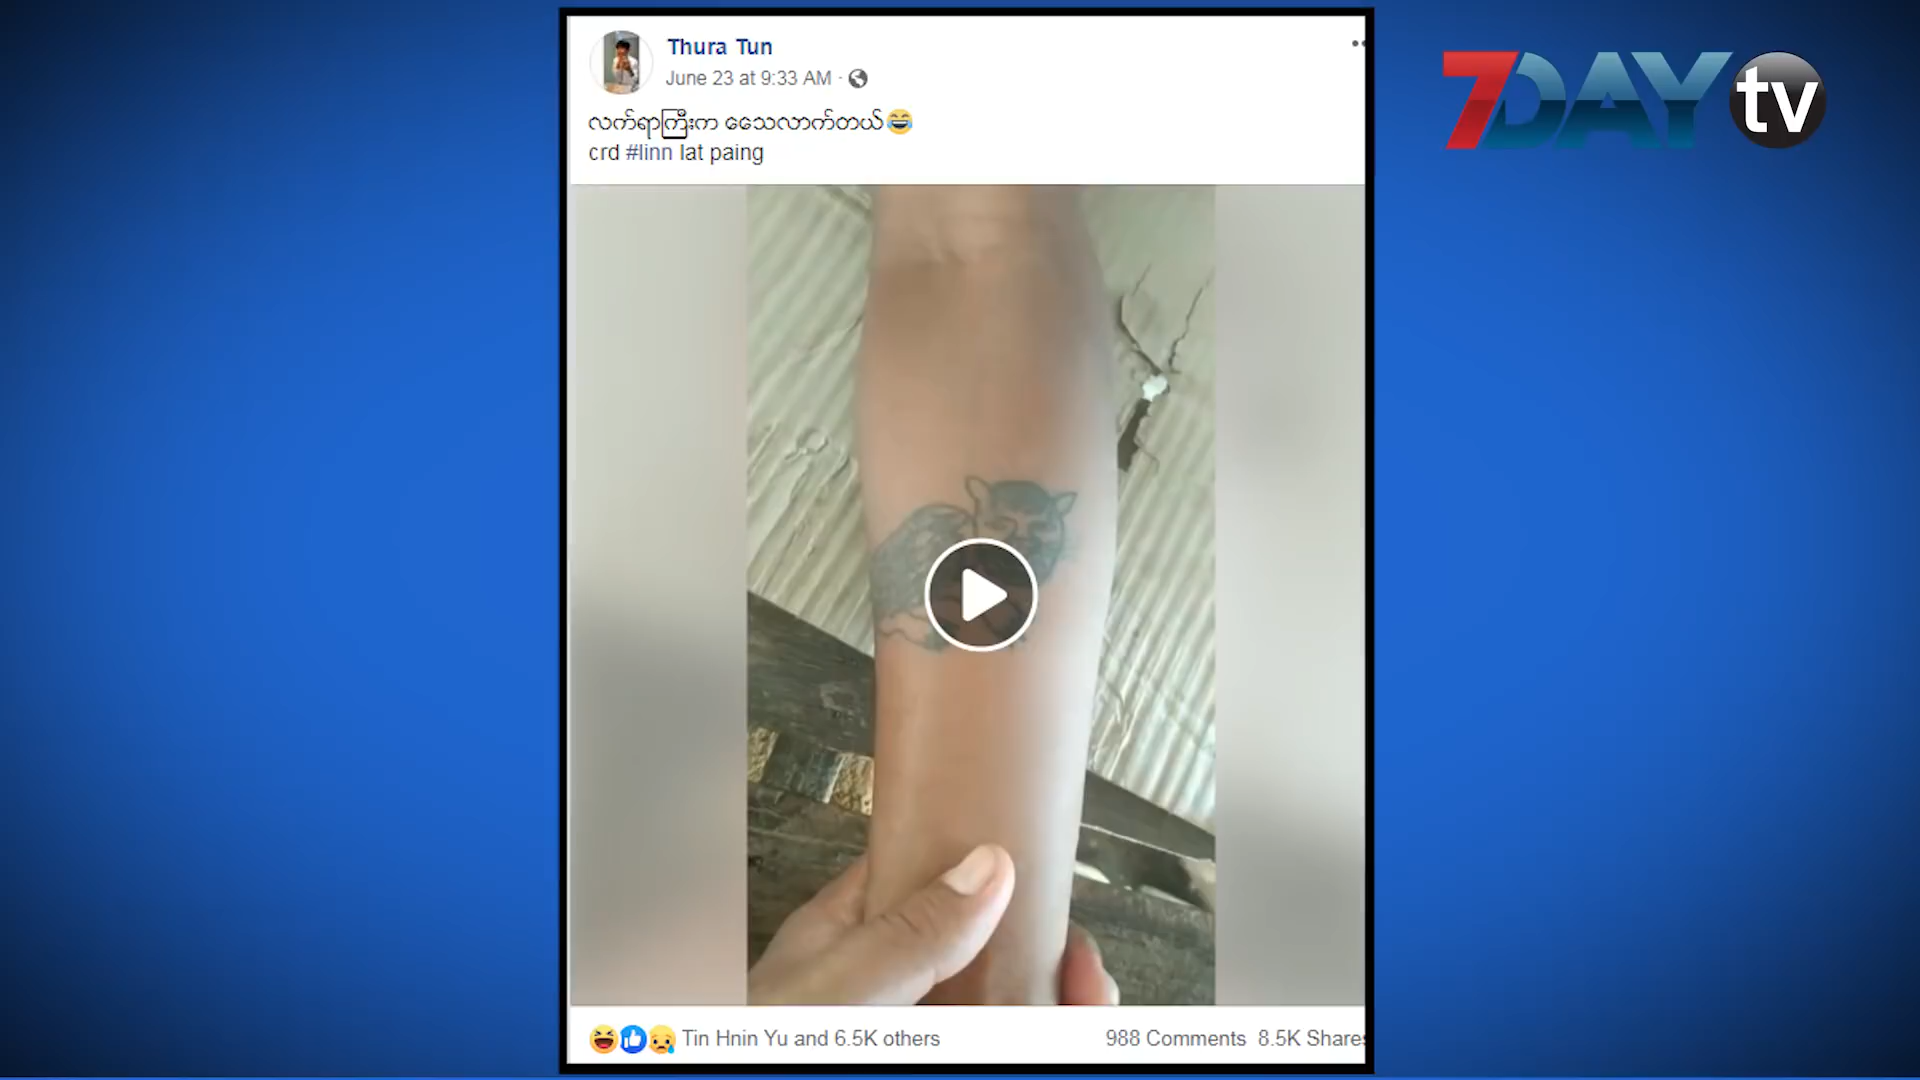 Thura Tun
June 23 at 9:33 AM ·
လက်ရာကြီးက သေလောက်တယ်😂
crd #linn lat paing
Tin Hnin Yu and 6.5K others
988 Comments 8.5K Shares
7DAY tv